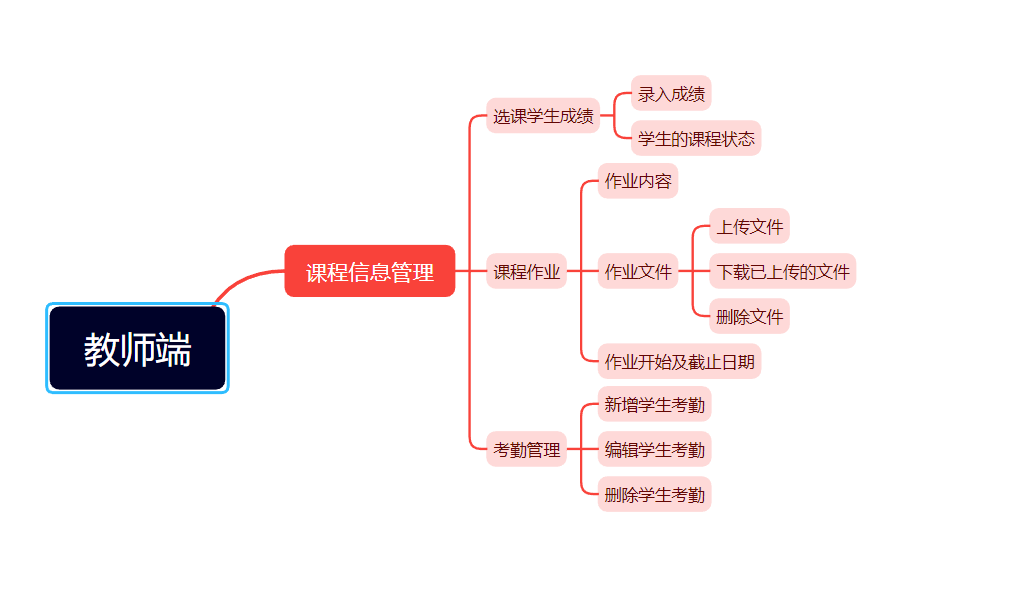 教师端
课程信息管理
选课学生成绩
录入成绩
学生的课程状态
课程作业
作业内容
作业文件
上传文件
下载已上传的文件
删除文件
作业开始及截止日期
考勤管理
新增学生考勤
编辑学生考勤
删除学生考勤